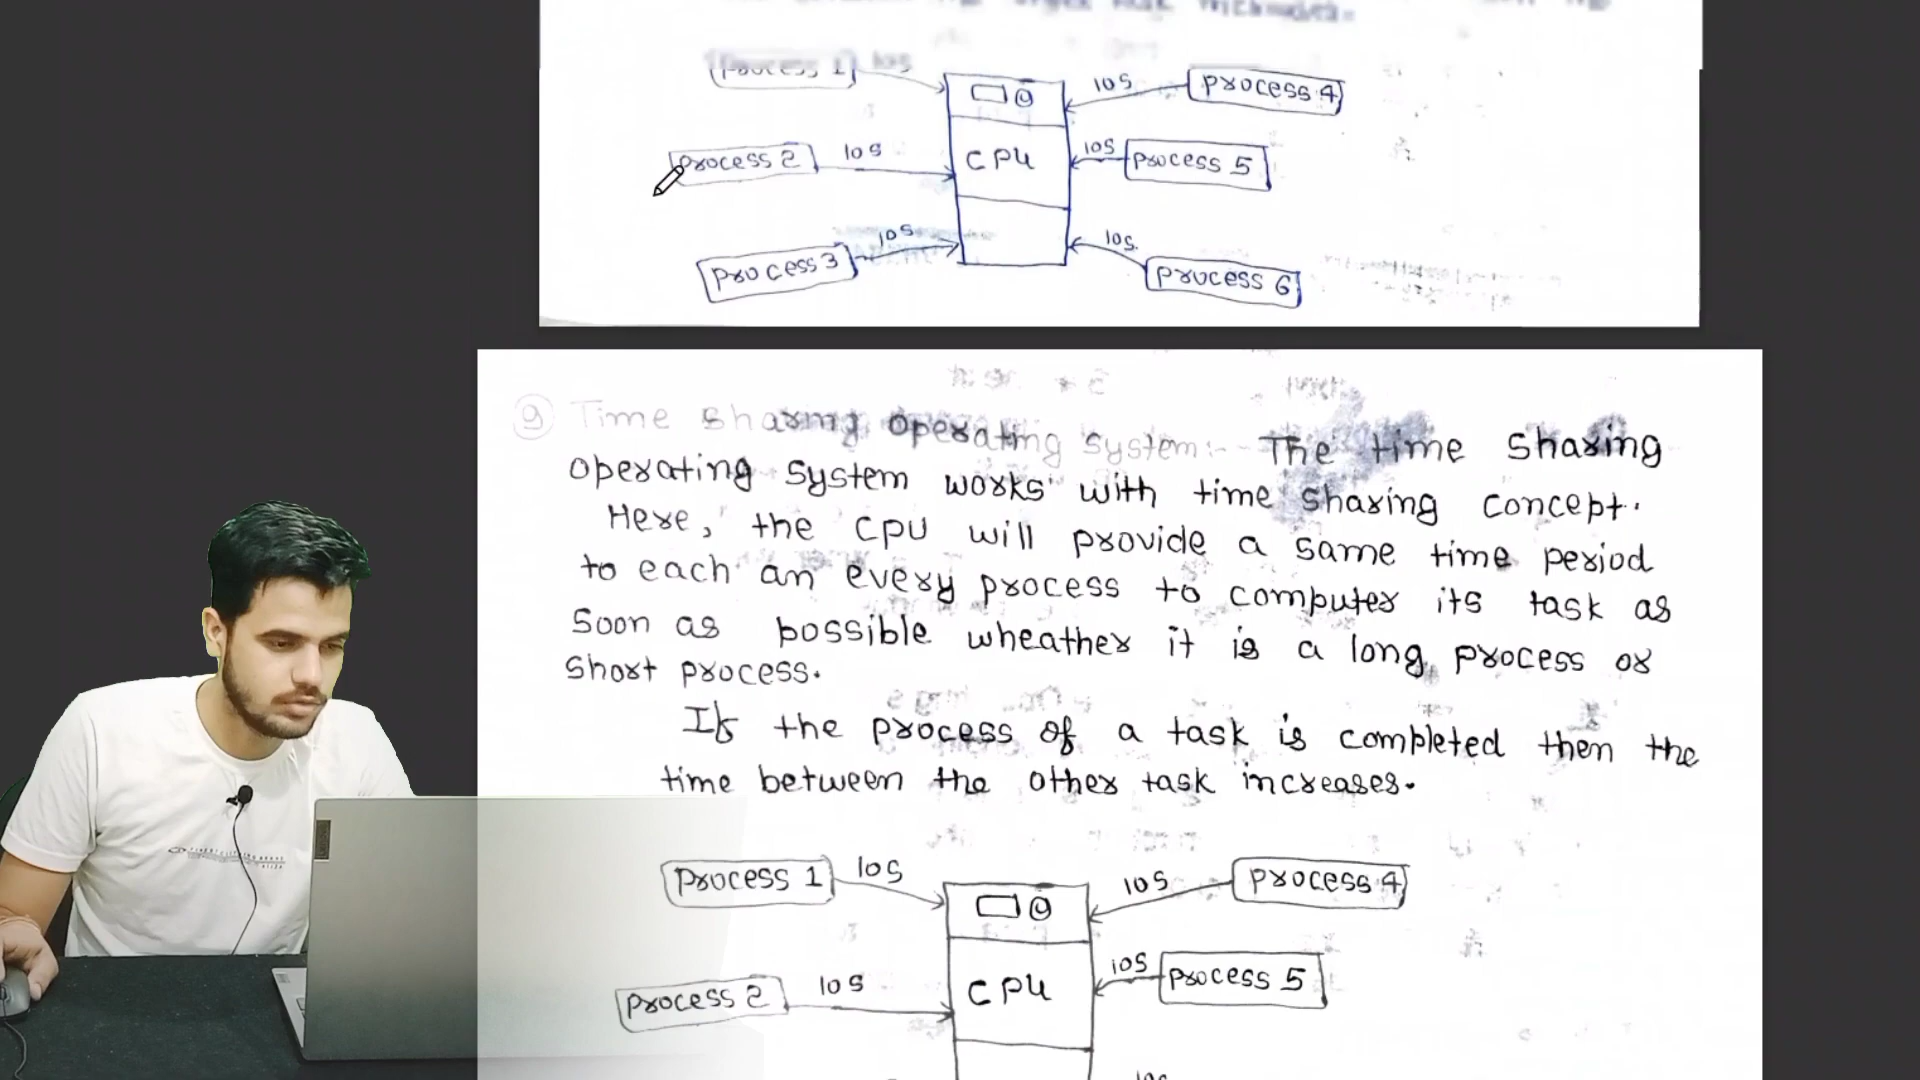 Process 1 10S
10S process 4
process 2 10S
CPU
10S process 5
process 3 10S
10S. process 6
9 Time sharing operating system:- The time sharing
operating system works with time sharing concept.
Here, the CPU will provide a same time period
to each an every process to computer its task as
soon as possible wheather it is a long process or
short process.
If the process of a task is completed then the
time between the other task increases.
process 1 10S
10S process 4
process 2 10S
CPU
10S process 5
10S